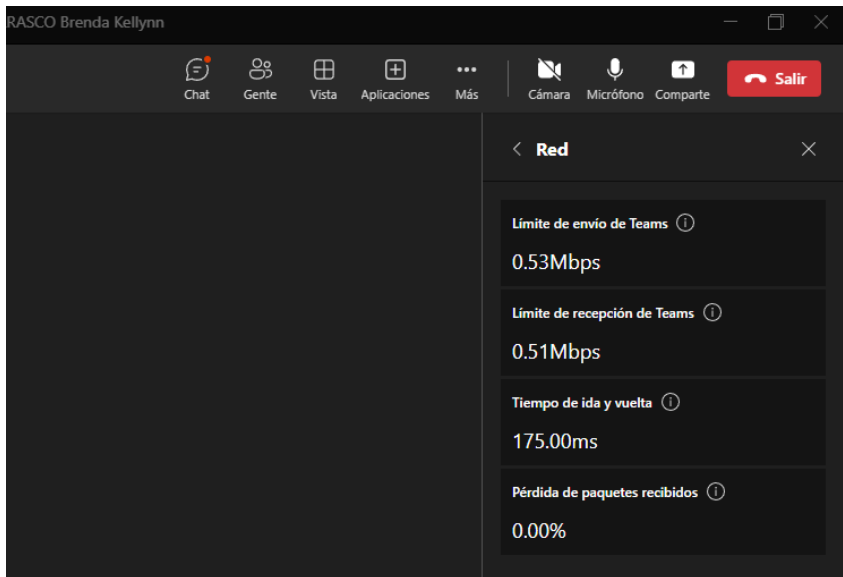 RASCO Brenda Kellynn
Chat Gente Vista Aplicaciones Más Cámara Micrófono Comparte Salir
Red
Límite de envío de Teams
0.53Mbps
Límite de recepción de Teams
0.51Mbps
Tiempo de ida y vuelta
175.00ms
Pérdida de paquetes recibidos
0.00%